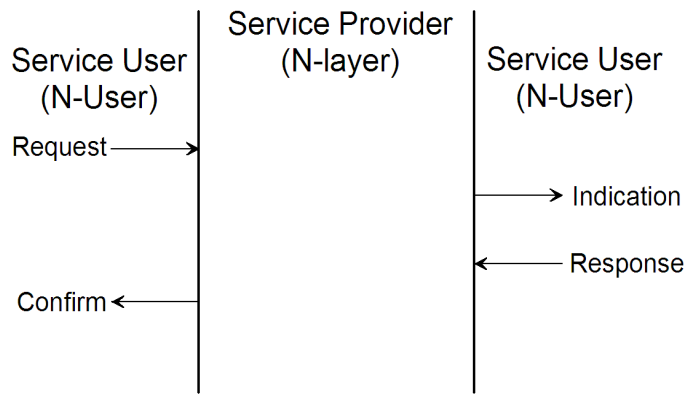 Service Provider
(N-layer)
Service User
(N-User)
Service User
(N-User)
Request
Indication
Response
Confirm